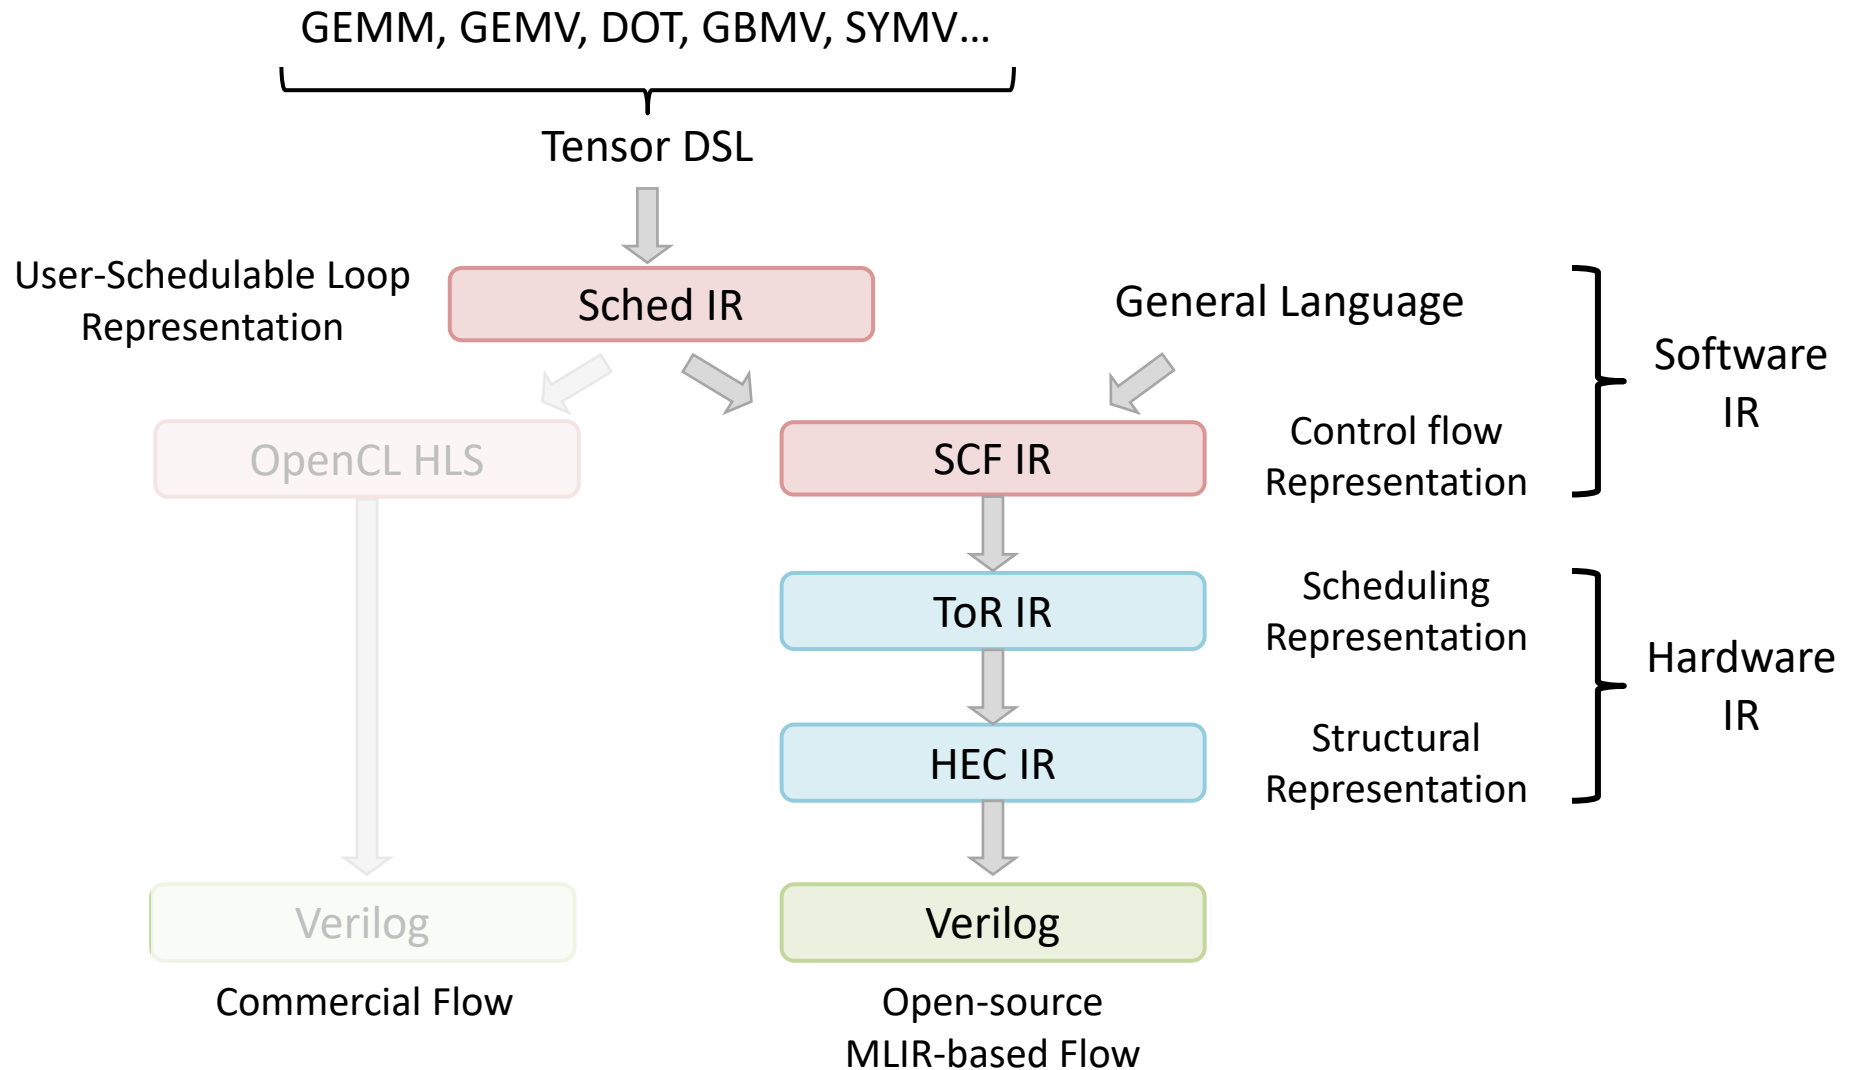 GEMM, GEMV, DOT, GBMV, SYMV…
Tensor DSL
User-Schedulable Loop
Representation
Sched IR
General Language
Software
IR
OpenCL HLS
SCF IR
Control flow
Representation
ToR IR
Scheduling
Representation
Hardware
IR
HEC IR
Structural
Representation
Verilog
Verilog
Commercial Flow
Open-source
MLIR-based Flow